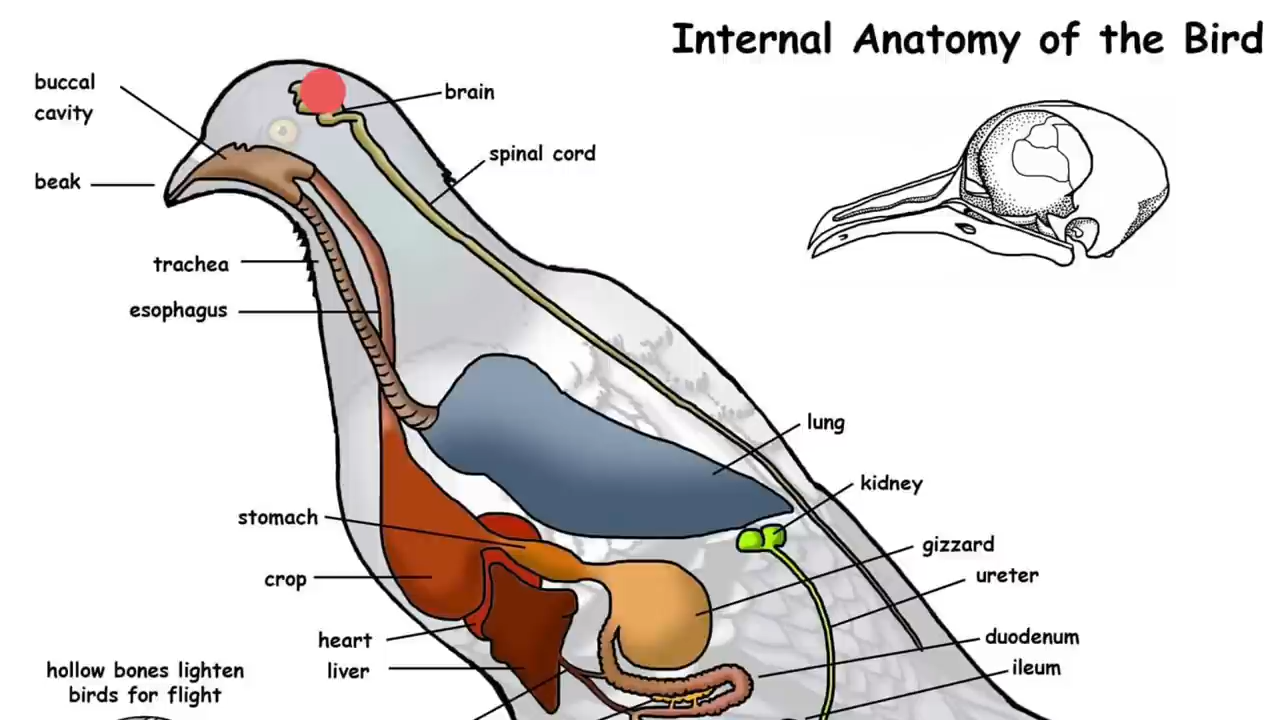 Internal Anatomy of the Bird
buccal
cavity
brain
spinal cord
beak
trachea
esophagus
lung
kidney
stomach
gizzard
crop
ureter
heart
duodenum
liver
ileum
hollow bones lighten
birds for flight